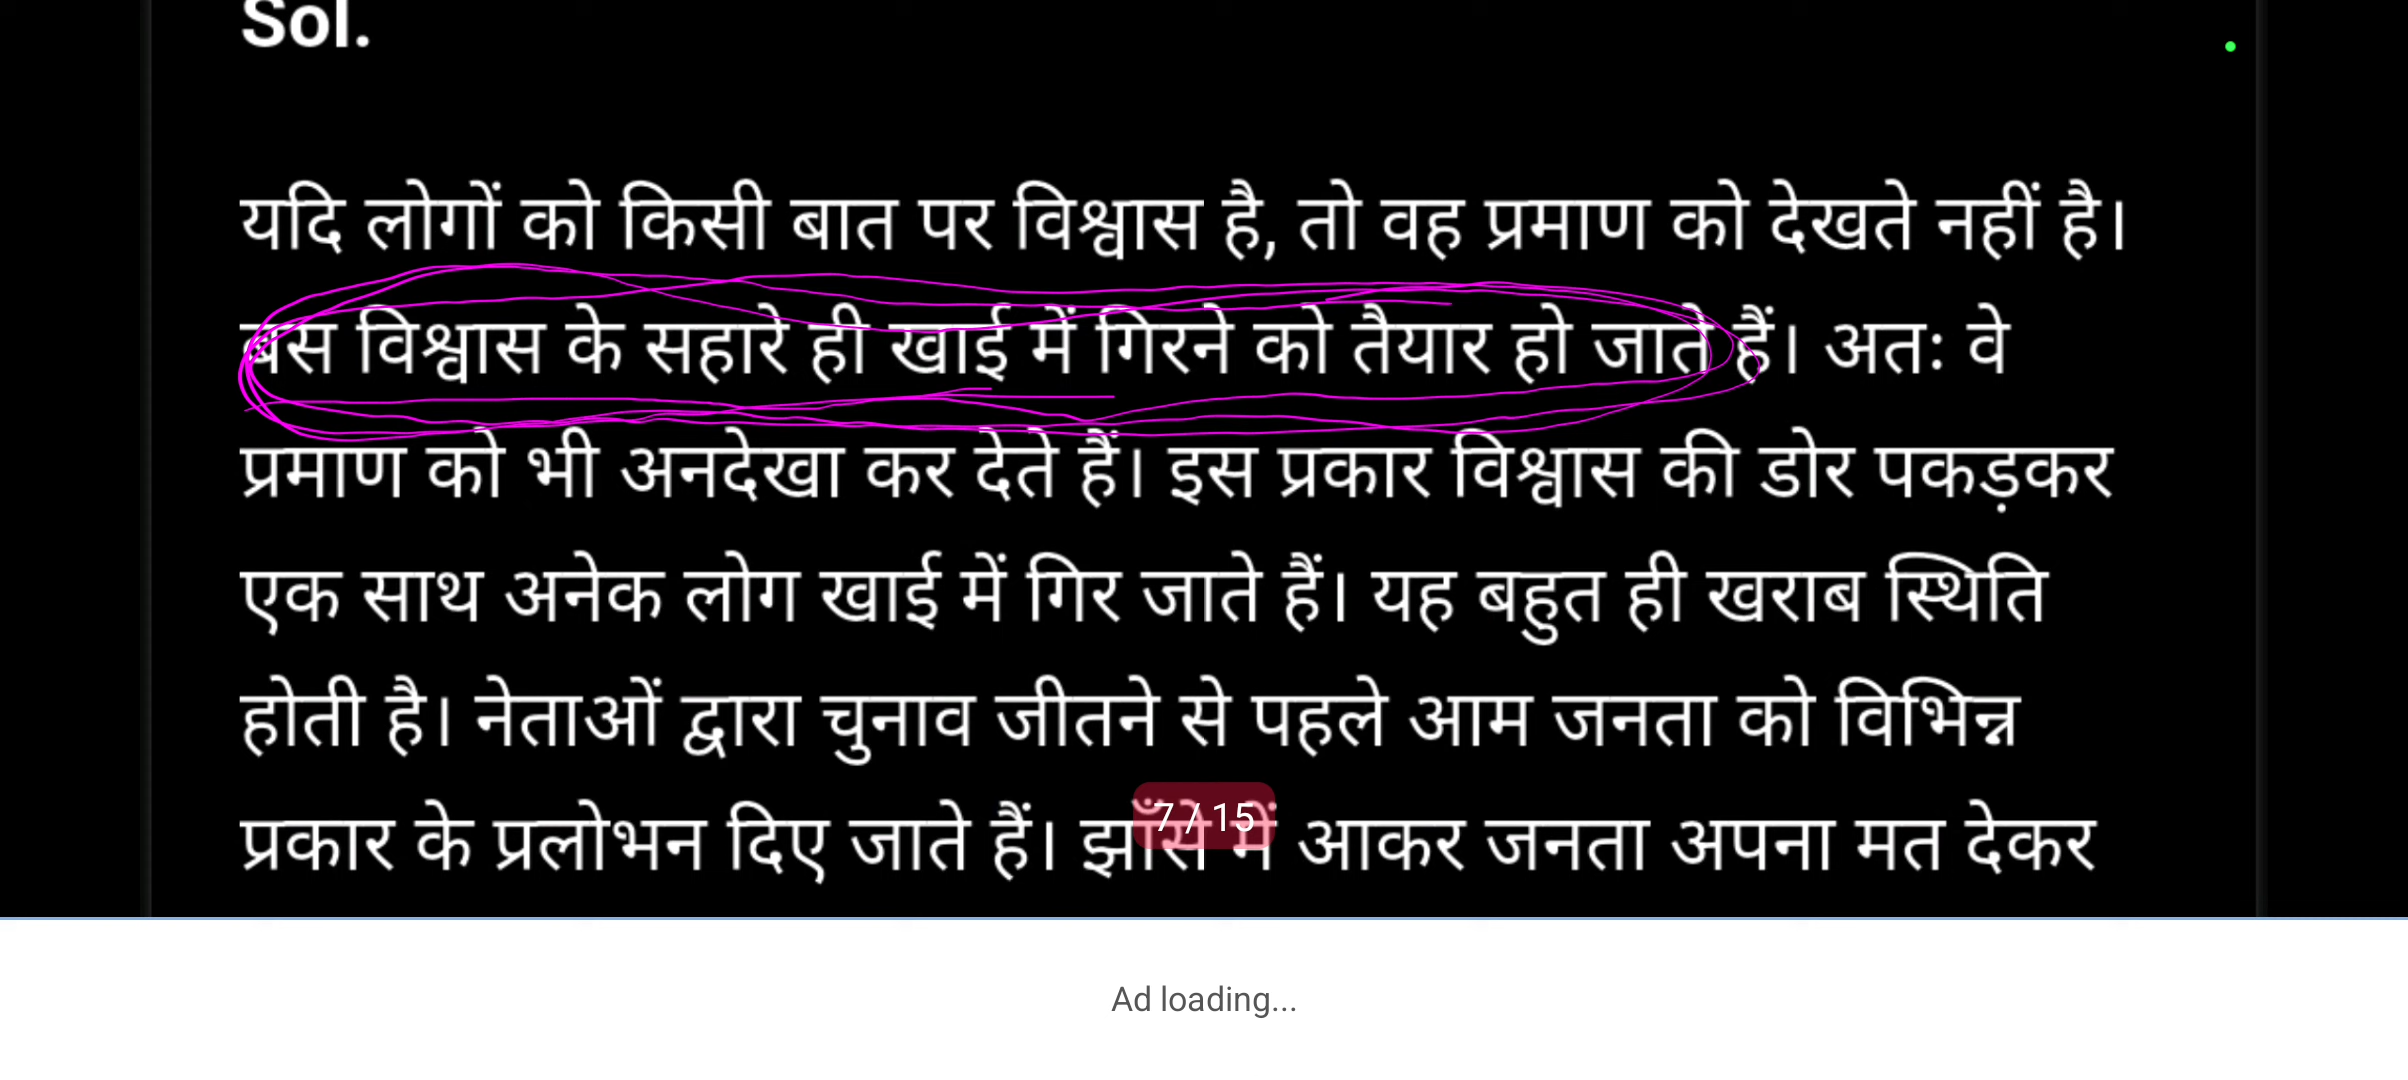 Sol.
यदि लोगों को किसी बात पर विश्वास है, तो वह प्रमाण को देखते नहीं है।
बस विश्वास के सहारे ही खाई में गिरने को तैयार हो जाते हैं। अतः वे
प्रमाण को भी अनदेखा कर देते हैं। इस प्रकार विश्वास की डोर पकड़कर
एक साथ अनेक लोग खाई में गिर जाते हैं। यह बहुत ही खराब स्थिति
होती है। नेताओं द्वारा चुनाव जीतने से पहले आम जनता को विभिन्न
प्रकार के प्रलोभन दिए जाते हैं। झाँसे में आकर जनता अपना मत देकर
7 / 15
Ad loading...